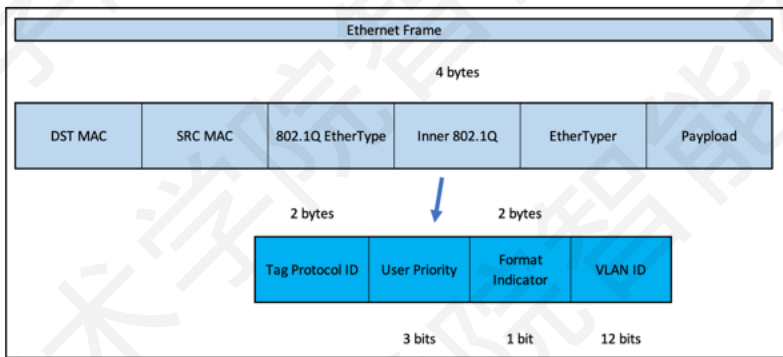 Ethernet Frame
4 bytes
DST MAC
SRC MAC
802.1Q EtherType
Inner 802.1Q
EtherTyper
Paypload
2 bytes
2 bytes
Tag Protocol ID
User Priority
Format
Indicator
VLAN ID
3 bits
1 bit
12 bits